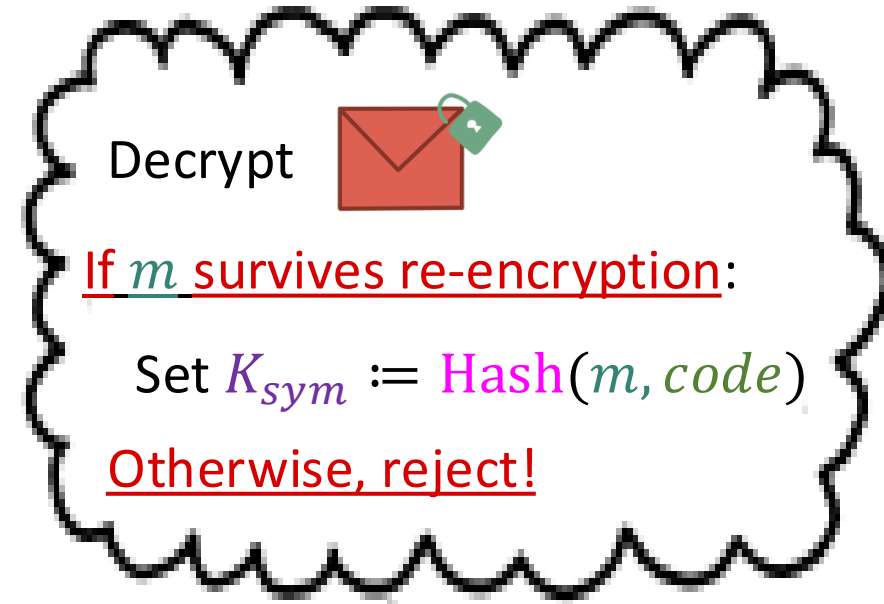 Decrypt
If m survives re-encryption:
Set K_sym := Hash(m, code)
Otherwise, reject!